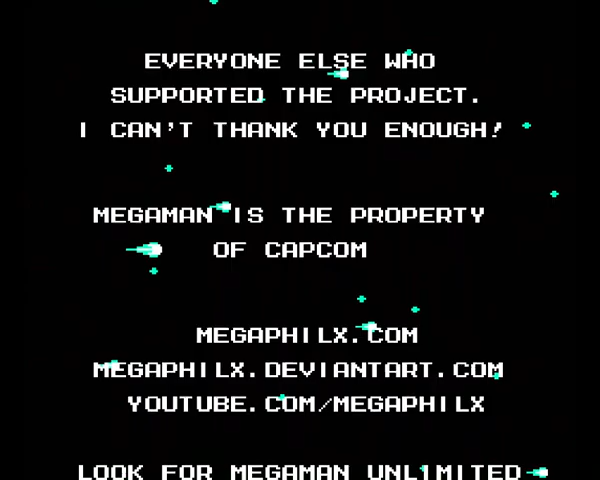 EVERYONE ELSE WHO
SUPPORTED THE PROJECT.
I CAN'T THANK YOU ENOUGH!
MEGAMAN IS THE PROPERTY
OF CAPCOM
MEGAPHILX.COM
MEGAPHILX.DEVIANTART.COM
YOUTUBE.COM/MEGAPHILX
LOOK FOR MEGAMAN UNLIMITED